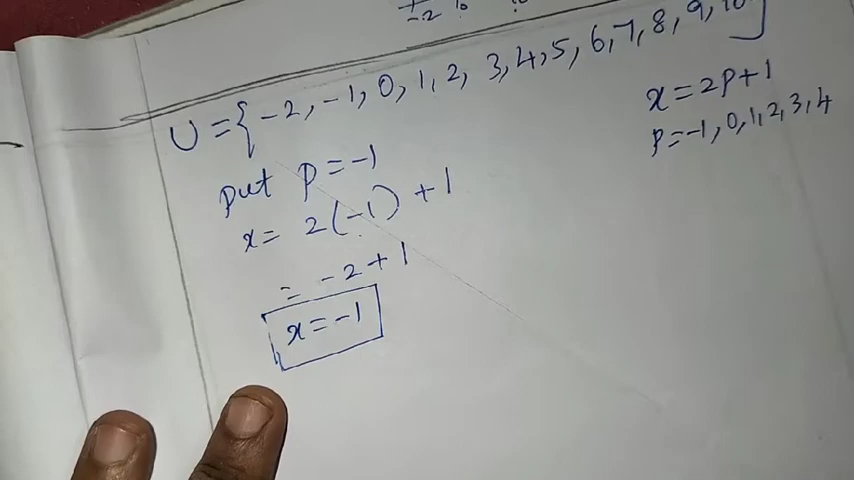 -2
U = { -2, -1, 0, 1, 2, 3, 4, 5, 6, 7, 8, 9, 10 }
x = 2p+1
p = -1, 0, 1, 2, 3, 4
put p = -1
x = 2(-1) + 1
= -2 + 1
x = -1